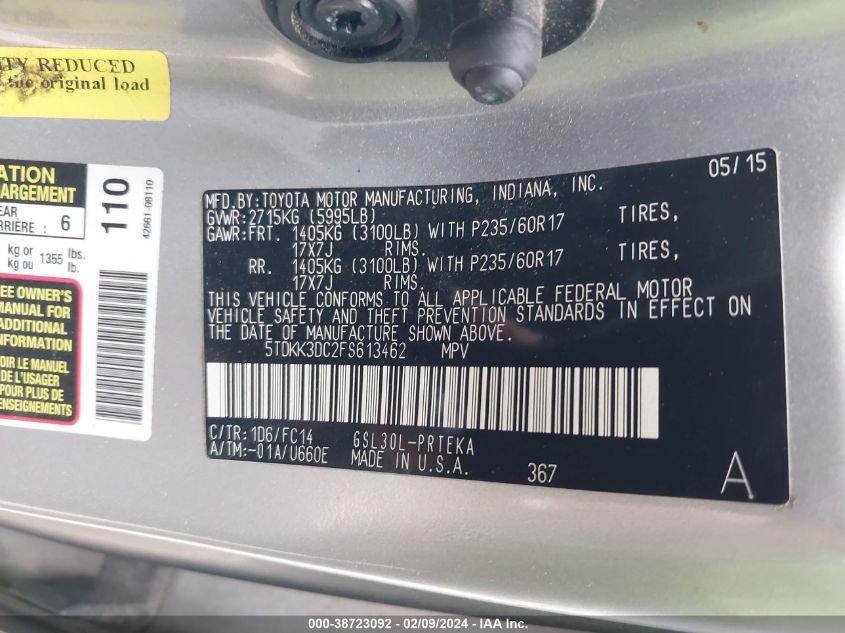 ITY REDUCED
the original load
ATION
ARGEMENT
EAR
RRIÈRE : 6
kg or 1355 lbs.
kg ou lb.
EE OWNER'S
MANUAL FOR
ADDITIONAL
INFORMATION
OIR LE MANUEL
DE L'USAGER
POUR PLUS DE
ENSEIGNEMENTS
110
42661-08110
05/15
MFD.BY:TOYOTA MOTOR MANUFACTURING, INDIANA, INC.
GVWR:2715KG (5995LB)
GAWR:FRT. 1405KG (3100LB) WITH P235/60R17 TIRES,
17X7J RIMS.
RR. 1405KG (3100LB) WITH P235/60R17 TIRES,
17X7J RIMS.
THIS VEHICLE CONFORMS TO ALL APPLICABLE FEDERAL MOTOR
VEHICLE SAFETY AND THEFT PREVENTION STANDARDS IN EFFECT ON
THE DATE OF MANUFACTURE SHOWN ABOVE.
5TDKK3DC2FS613462 MPV
C/TR:1D6/FC14 GSL30L-PRTEKA
A/TM:-01A/U660E MADE IN U.S.A. 367
A
000-38723092 - 02/09/2024 - IAA Inc.